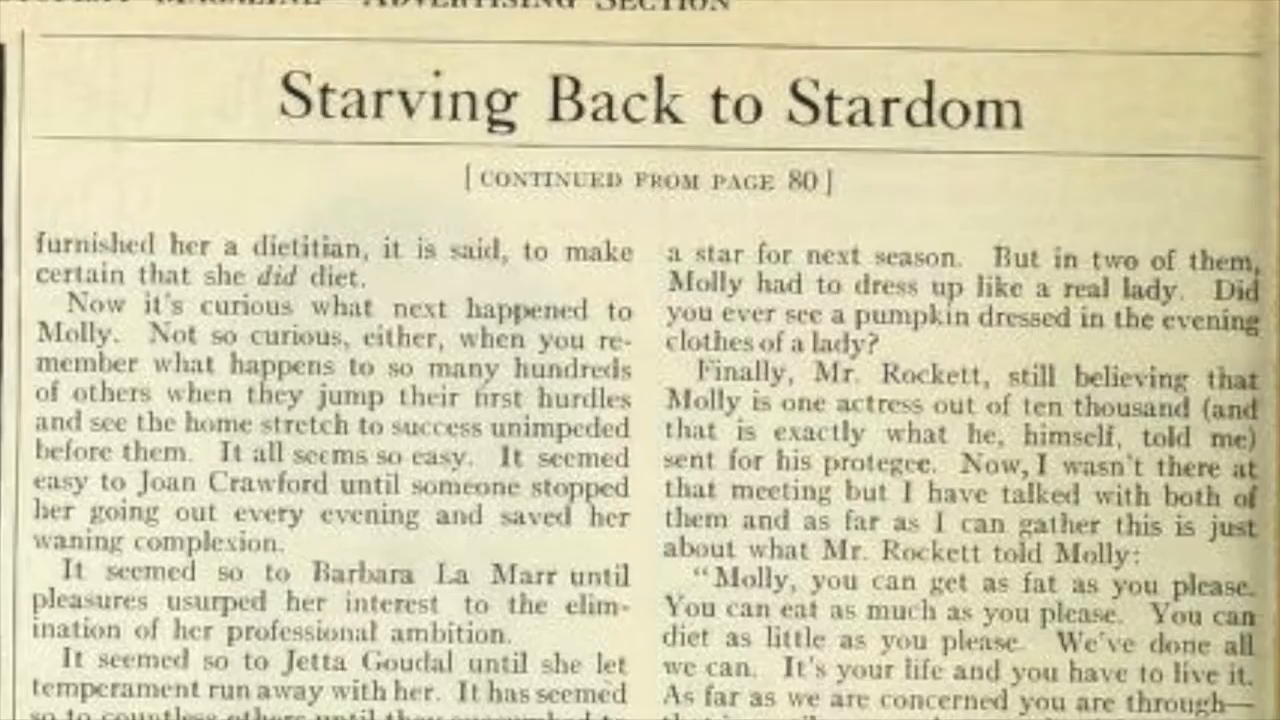 MAGAZINE ADVERTISING SECTION
Starving Back to Stardom
[ CONTINUED FROM PAGE 80 ]
furnished her a dietitian, it is said, to make
certain that she did diet.
Now it's curious what next happened to
Molly. Not so curious, either, when you re-
member what happens to so many hundreds
of others when they jump their first hurdles
and see the home stretch to success unimpeded
before them. It all seems so easy. It seemed
easy to Joan Crawford until someone stopped
her going out every evening and saved her
waning complexion.
It seemed so to Barbara La Marr until
pleasures usurped her interest to the elim-
ination of her professional ambition.
It seemed so to Jetta Goudal until she let
temperament run away with her. It has seemed
so to countless others until they succumbed to
a star for next season. But in two of them,
Molly had to dress up like a real lady. Did
you ever see a pumpkin dressed in the evening
clothes of a lady?
Finally, Mr. Rockett, still believing that
Molly is one actress out of ten thousand (and
that is exactly what he, himself, told me)
sent for his protegee. Now, I wasn't there at
that meeting but I have talked with both of
them and as far as I can gather this is just
about what Mr. Rockett told Molly:
"Molly, you can get as fat as you please.
You can eat as much as you please. You can
diet as little as you please. We've done all
we can. It's your life and you have to live it.
As far as we are concerned you are through—